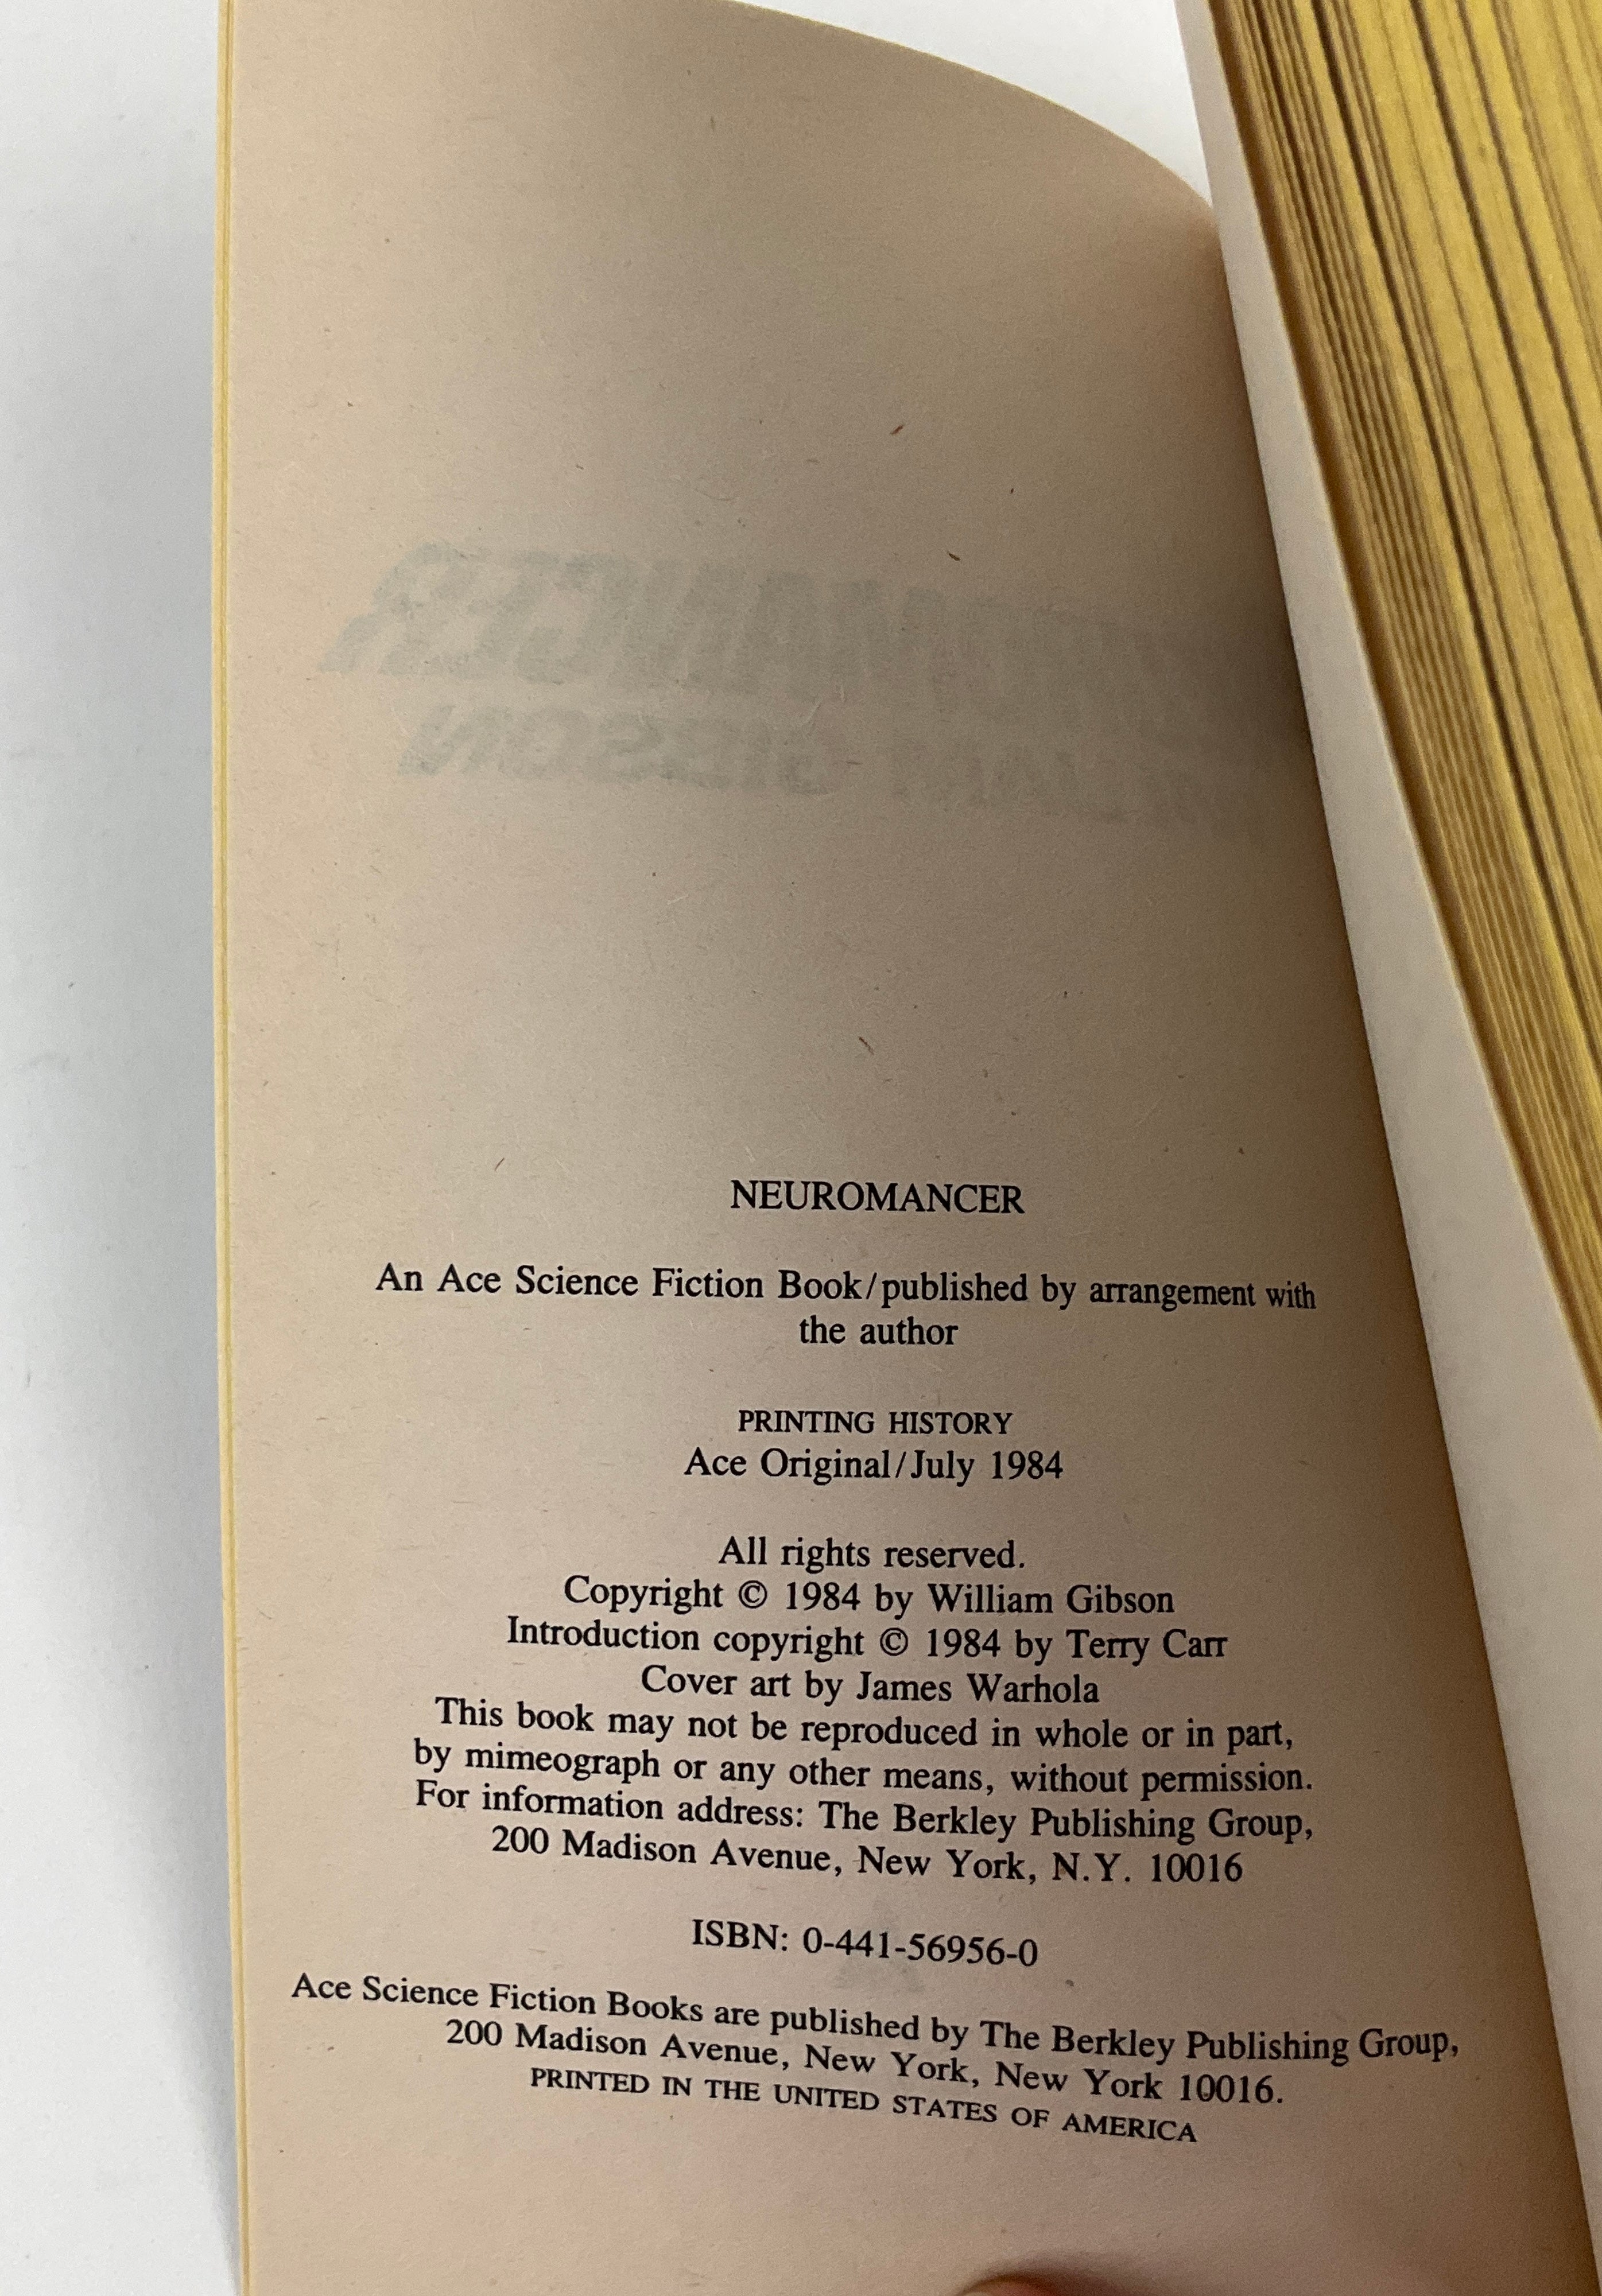 NEUROMANCER
An Ace Science Fiction Book/published by arrangement with
the author
PRINTING HISTORY
Ace Original/July 1984
All rights reserved.
Copyright © 1984 by William Gibson
Introduction copyright © 1984 by Terry Carr
Cover art by James Warhola
This book may not be reproduced in whole or in part,
by mimeograph or any other means, without permission.
For information address: The Berkley Publishing Group,
200 Madison Avenue, New York, N.Y. 10016
ISBN: 0-441-56956-0
Ace Science Fiction Books are published by The Berkley Publishing Group,
200 Madison Avenue, New York, New York 10016.
PRINTED IN THE UNITED STATES OF AMERICA